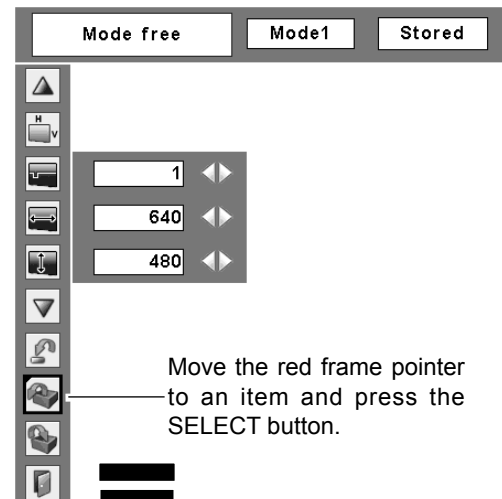 Mode free Mode1 Stored
H
V
1
640
480
Move the red frame pointer
to an item and press the
SELECT button.